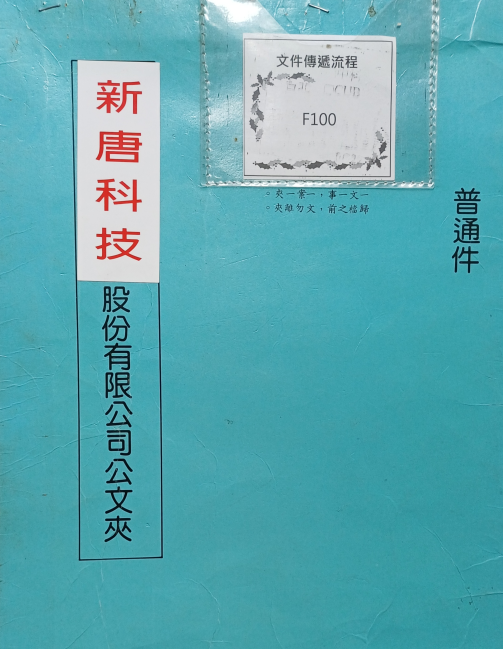 文件傳遞流程
F100
一文一事，一案一夾。
歸檔之前，文勿離夾。
普通件
新唐科技股份有限公司公文夾